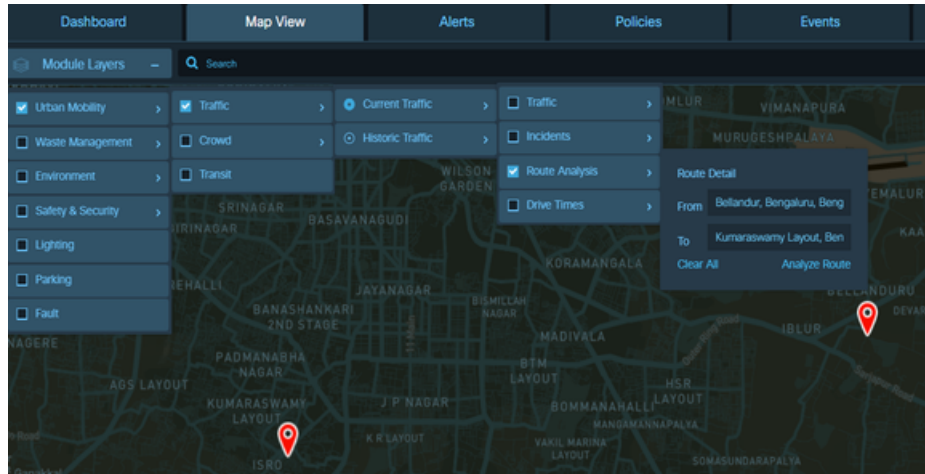 Dashboard
Map View
Alerts
Policies
Events
Module Layers –
Search
Urban Mobility
Waste Management
Environment
Safety & Security
Lighting
Parking
Fault
Traffic
Crowd
Transit
Current Traffic
Historic Traffic
Traffic
Incidents
Route Analysis
Drive Times
Route Detail
From Bellandur, Bengaluru, Beng
To Kumaraswamy Layout, Ben
Clear All Analyze Route
VIMANAPURA
MURUGESHPALAYA
WILSON
GARDEN
SRINAGAR
BASAVANAGUDI
KORAMANGALA
JAYANAGAR
BISMILLAH
NAGAR
BANASHANKARI
2ND STAGE
BELLANDURU
IBLUR
MADIVALA
PADMANABHA
NAGAR
BTM
LAYOUT
AGS LAYOUT
HSR
LAYOUT
KUMARASWAMY
LAYOUT
J P NAGAR
BOMMANAHALLI
MANGAMANNAPALYA
K R LAYOUT
VAKIL MARINA
LAYOUT
ISRO
SOMASUNDARAPALYA